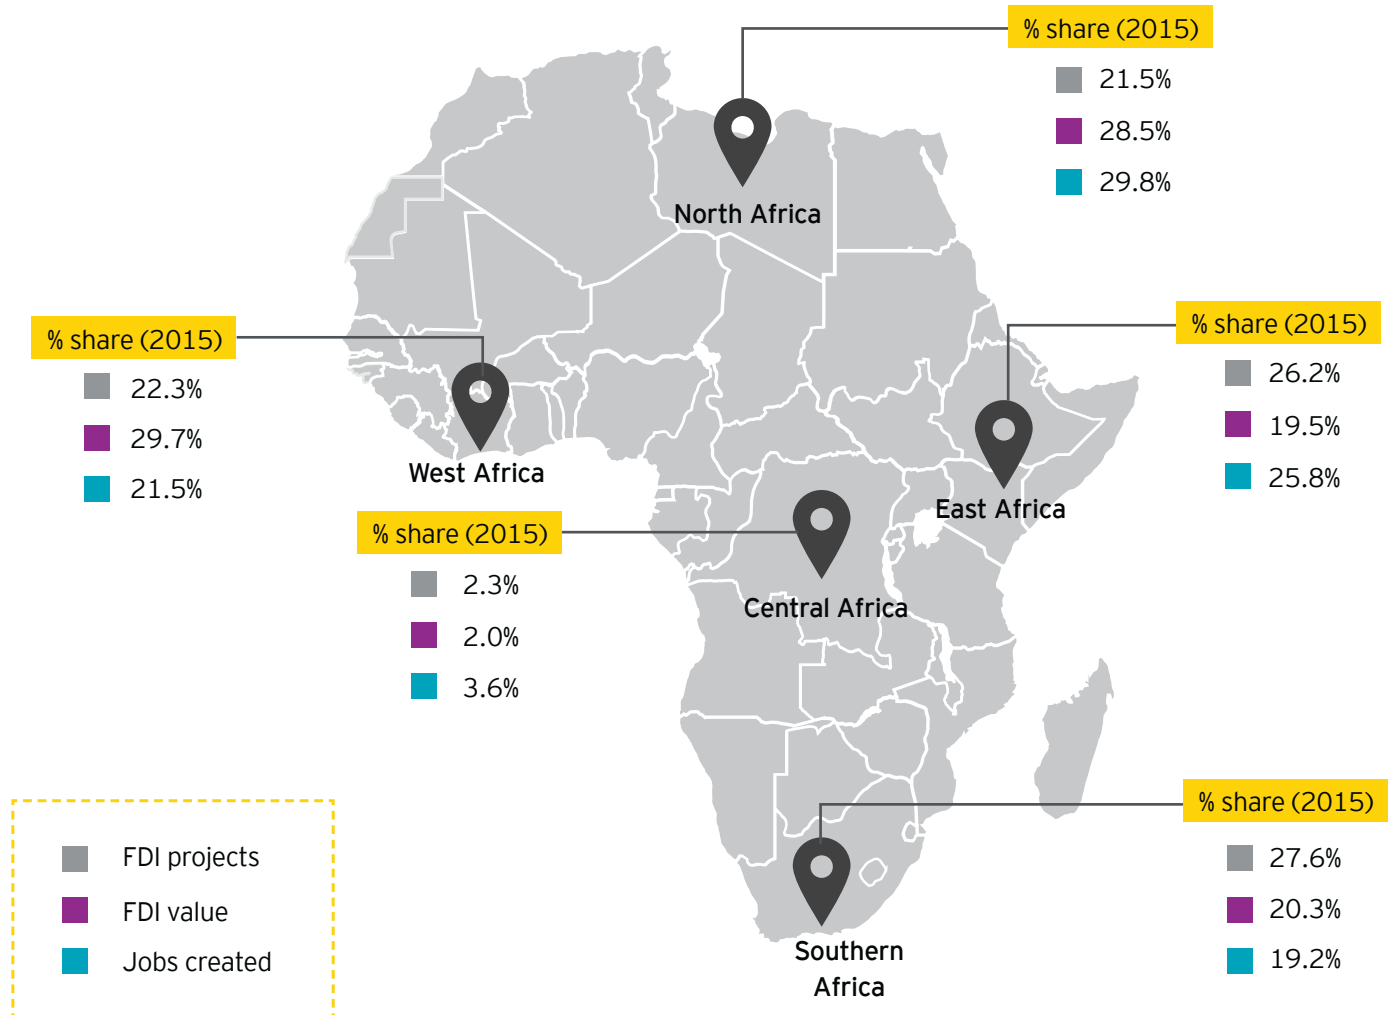 % share (2015)
21.5%
28.5%
29.8%
North Africa
% share (2015)
22.3%
29.7%
21.5%
West Africa
% share (2015)
26.2%
19.5%
25.8%
East Africa
% share (2015)
2.3%
2.0%
3.6%
Central Africa
% share (2015)
27.6%
20.3%
19.2%
Southern
Africa
FDI projects
FDI value
Jobs created